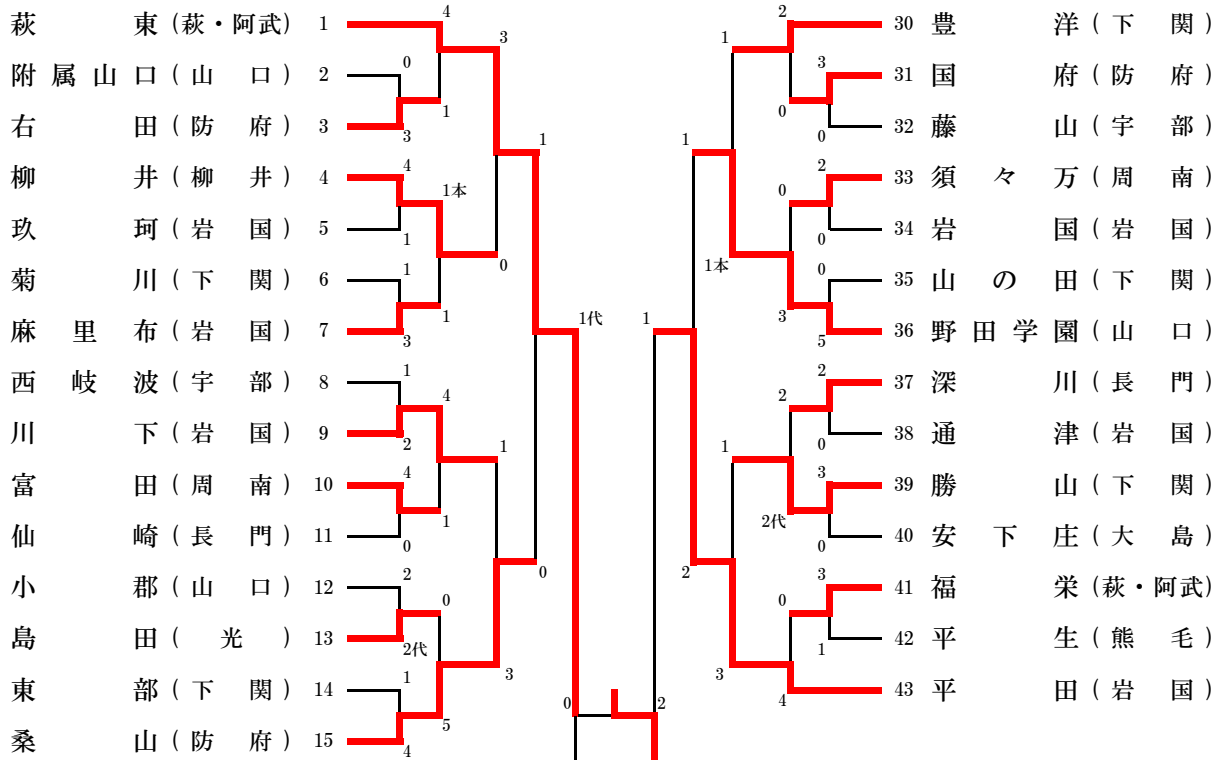 萩東(萩・阿武) 1
附属山口(山口) 2
右田(防府) 3
柳井(柳井) 4
玖珂(岩国) 5
菊川(下関) 6
麻里布(岩国) 7
西岐波(宇部) 8
川下(岩国) 9
富田(周南) 10
仙崎(長門) 11
小郡(山口) 12
島田(光) 13
東部(下関) 14
桑山(防府) 15
0
3
4
1
1
3
1
2
4
0
2
2代
1
4
4
1
1本
1
4
1
0
5
3
0
1
3
1
0
1代
0
30 豊洋(下関)
31 国府(防府)
32 藤山(宇部)
33 須々万(周南)
34 岩国(岩国)
35 山の田(下関)
36 野田学園(山口)
37 深川(長門)
38 通津(岩国)
39 勝山(下関)
40 安下庄(大島)
41 福栄(萩・阿武)
42 平生(熊毛)
43 平田(岩国)
3
0
2
0
0
5
2
0
3
0
3
1
2
0
0
3
2
2代
0
4
1
1本
1
3
1
2
1
2